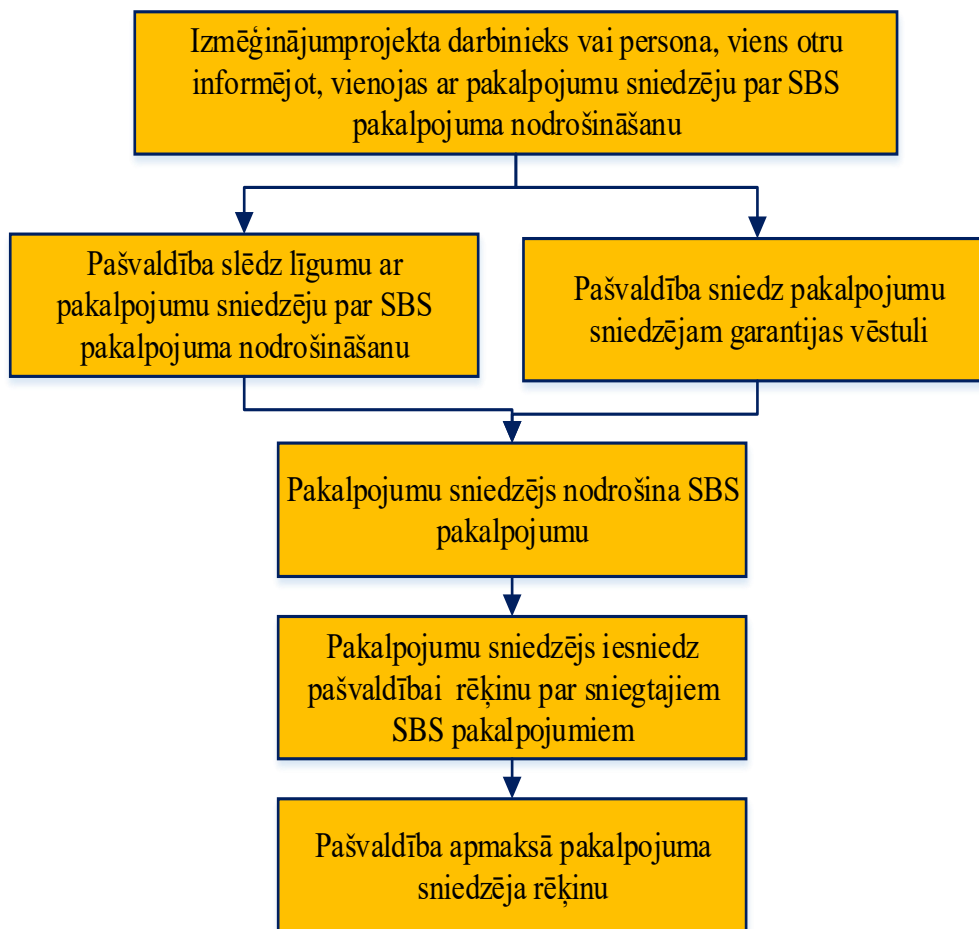 Izmēģinājumprojekta darbinieks vai persona, viens otru
informējot, vienojas ar pakalpojumu sniedzēju par SBS
pakalpojuma nodrošināšanu
Pašvaldība slēdz līgumu ar
pakalpojumu sniedzēju par SBS
pakalpojuma nodrošināšanu
Pašvaldība sniedz pakalpojumu
sniedzējam garantijas vēstuli
Pakalpojumu sniedzējs nodrošina SBS
pakalpojumu
Pakalpojumu sniedzējs iesniedz
pašvaldībai rēķinu par sniegtajiem
SBS pakalpojumiem
Pašvaldība apmaksā pakalpojuma
sniedzēja rēķinu